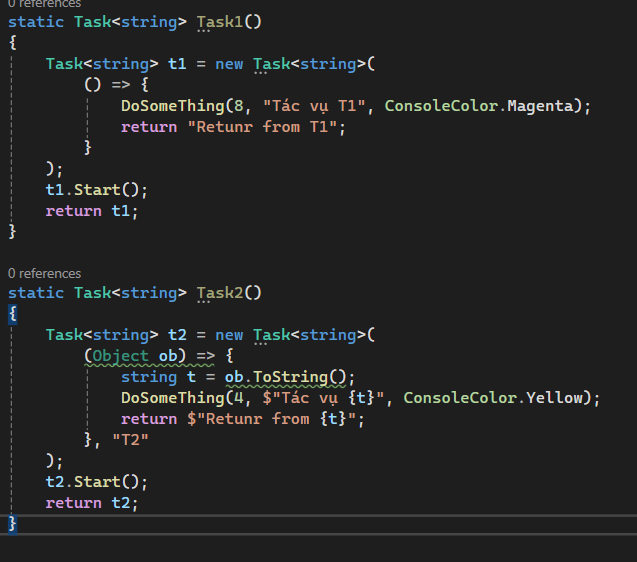 0 references
static Task<string> Task1()
{
    Task<string> t1 = new Task<string>(
        () => {
            DoSomeThing(8, "Tác vụ T1", ConsoleColor.Magenta);
            return "Retunr from T1";
        }
    );
    t1.Start();
    return t1;
}
0 references
static Task<string> Task2()
{
    Task<string> t2 = new Task<string>(
        (Object ob) => {
            string t = ob.ToString();
            DoSomeThing(4, $"Tác vụ {t}", ConsoleColor.Yellow);
            return $"Retunr from {t}";
        }, "T2"
    );
    t2.Start();
    return t2;
}